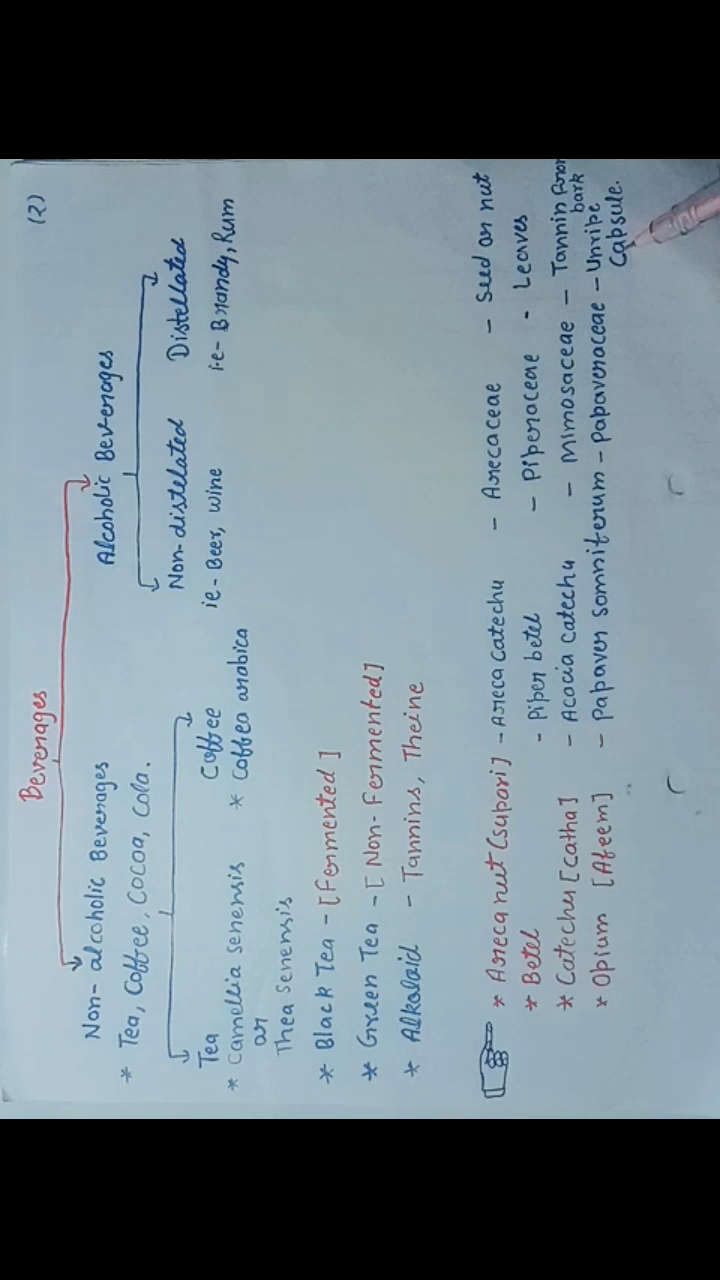 (2)
Beverages
Non-alcoholic Beverages
Alcoholic Beverages
* Tea, Coffee, Cocoa, Cola.
Non-distilated
Distellated
ie- Beer, wine
i.e- Brandy, Rum
Tea
Coffee
* Camellia senensis
* Coffea arabica
or
Thea Senensis
* Black Tea - [Fermented]
* Green Tea - [Non-Fermented]
* Alkolaid - Tannins, Theine
* Areca nut [Supari] - Areca catechu - Arecaceae - Seed or nut
* Betel - Piper betel - Piperaceae - Leaves
* Catechu [Catha] - Acacia catechu - Mimosaceae - Tannin from bark
* Opium [Afeem] - Papaver somniferum - Papaveraceae - Unripe Capsule.